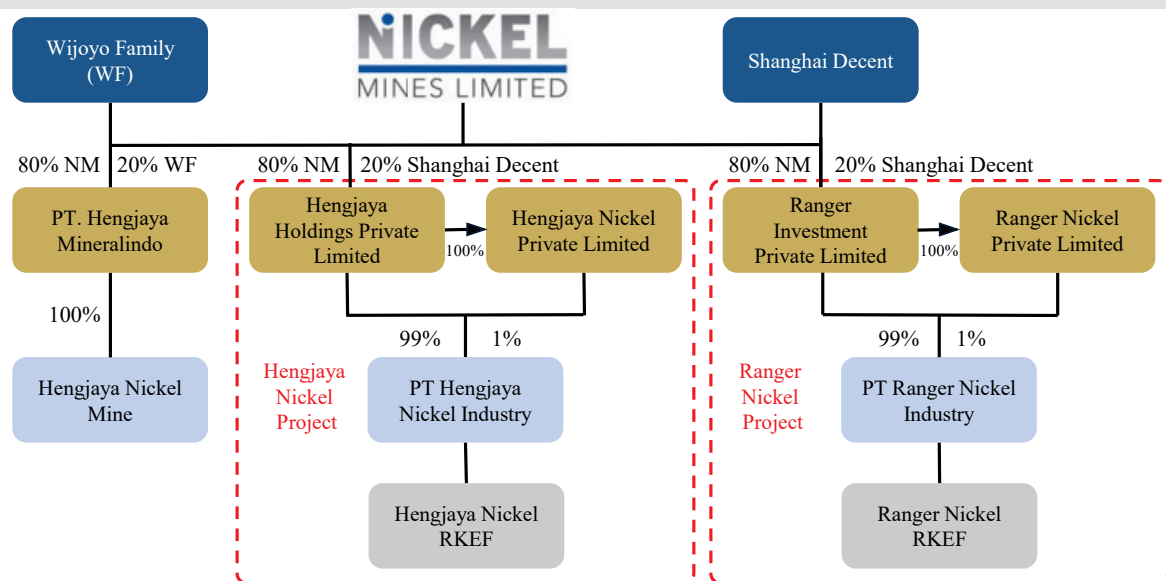 Wijoyo Family
(WF)
NiCKEL
MINES LIMITED
Shanghai Decent
80% NM
20% WF
80% NM
20% Shanghai Decent
80% NM
20% Shanghai Decent
PT. Hengjaya
Mineralindo
Hengjaya
Holdings Private
Limited
100%
Hengjaya Nickel
Private Limited
Ranger
Investment
Private Limited
100%
Ranger Nickel
Private Limited
100%
99%
1%
99%
1%
Hengjaya Nickel
Mine
Hengjaya
Nickel
Project
PT Hengjaya
Nickel Industry
Ranger
Nickel
Project
PT Ranger Nickel
Industry
Hengjaya Nickel
RKEF
Ranger Nickel
RKEF